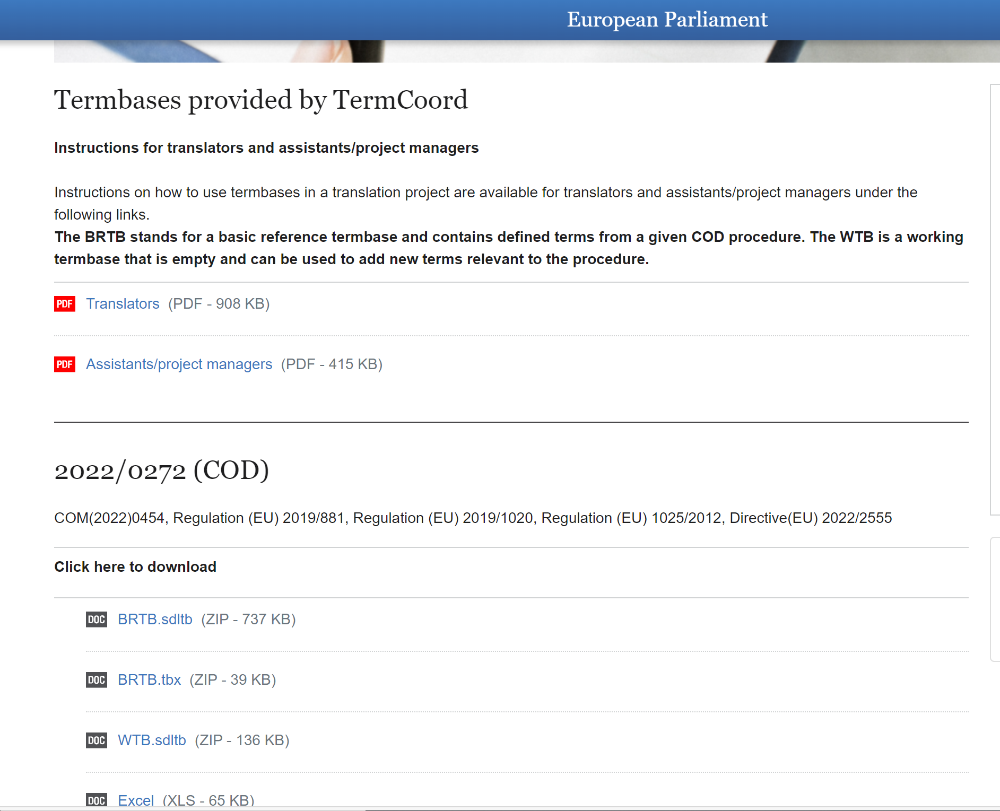 European Parliament
Termbases provided by TermCoord
Instructions for translators and assistants/project managers
Instructions on how to use termbases in a translation project are available for translators and assistants/project managers under the
following links.
The BRTB stands for a basic reference termbase and contains defined terms from a given COD procedure. The WTB is a working
termbase that is empty and can be used to add new terms relevant to the procedure.
PDF Translators (PDF - 908 KB)
PDF Assistants/project managers (PDF - 415 KB)
2022/0272 (COD)
COM(2022)0454, Regulation (EU) 2019/881, Regulation (EU) 2019/1020, Regulation (EU) 1025/2012, Directive(EU) 2022/2555
Click here to download
DOC BRTB.sdltb (ZIP - 737 KB)
DOC BRTB.tbx (ZIP - 39 KB)
DOC WTB.sdltb (ZIP - 136 KB)
DOC Excel (XLS - 65 KB)